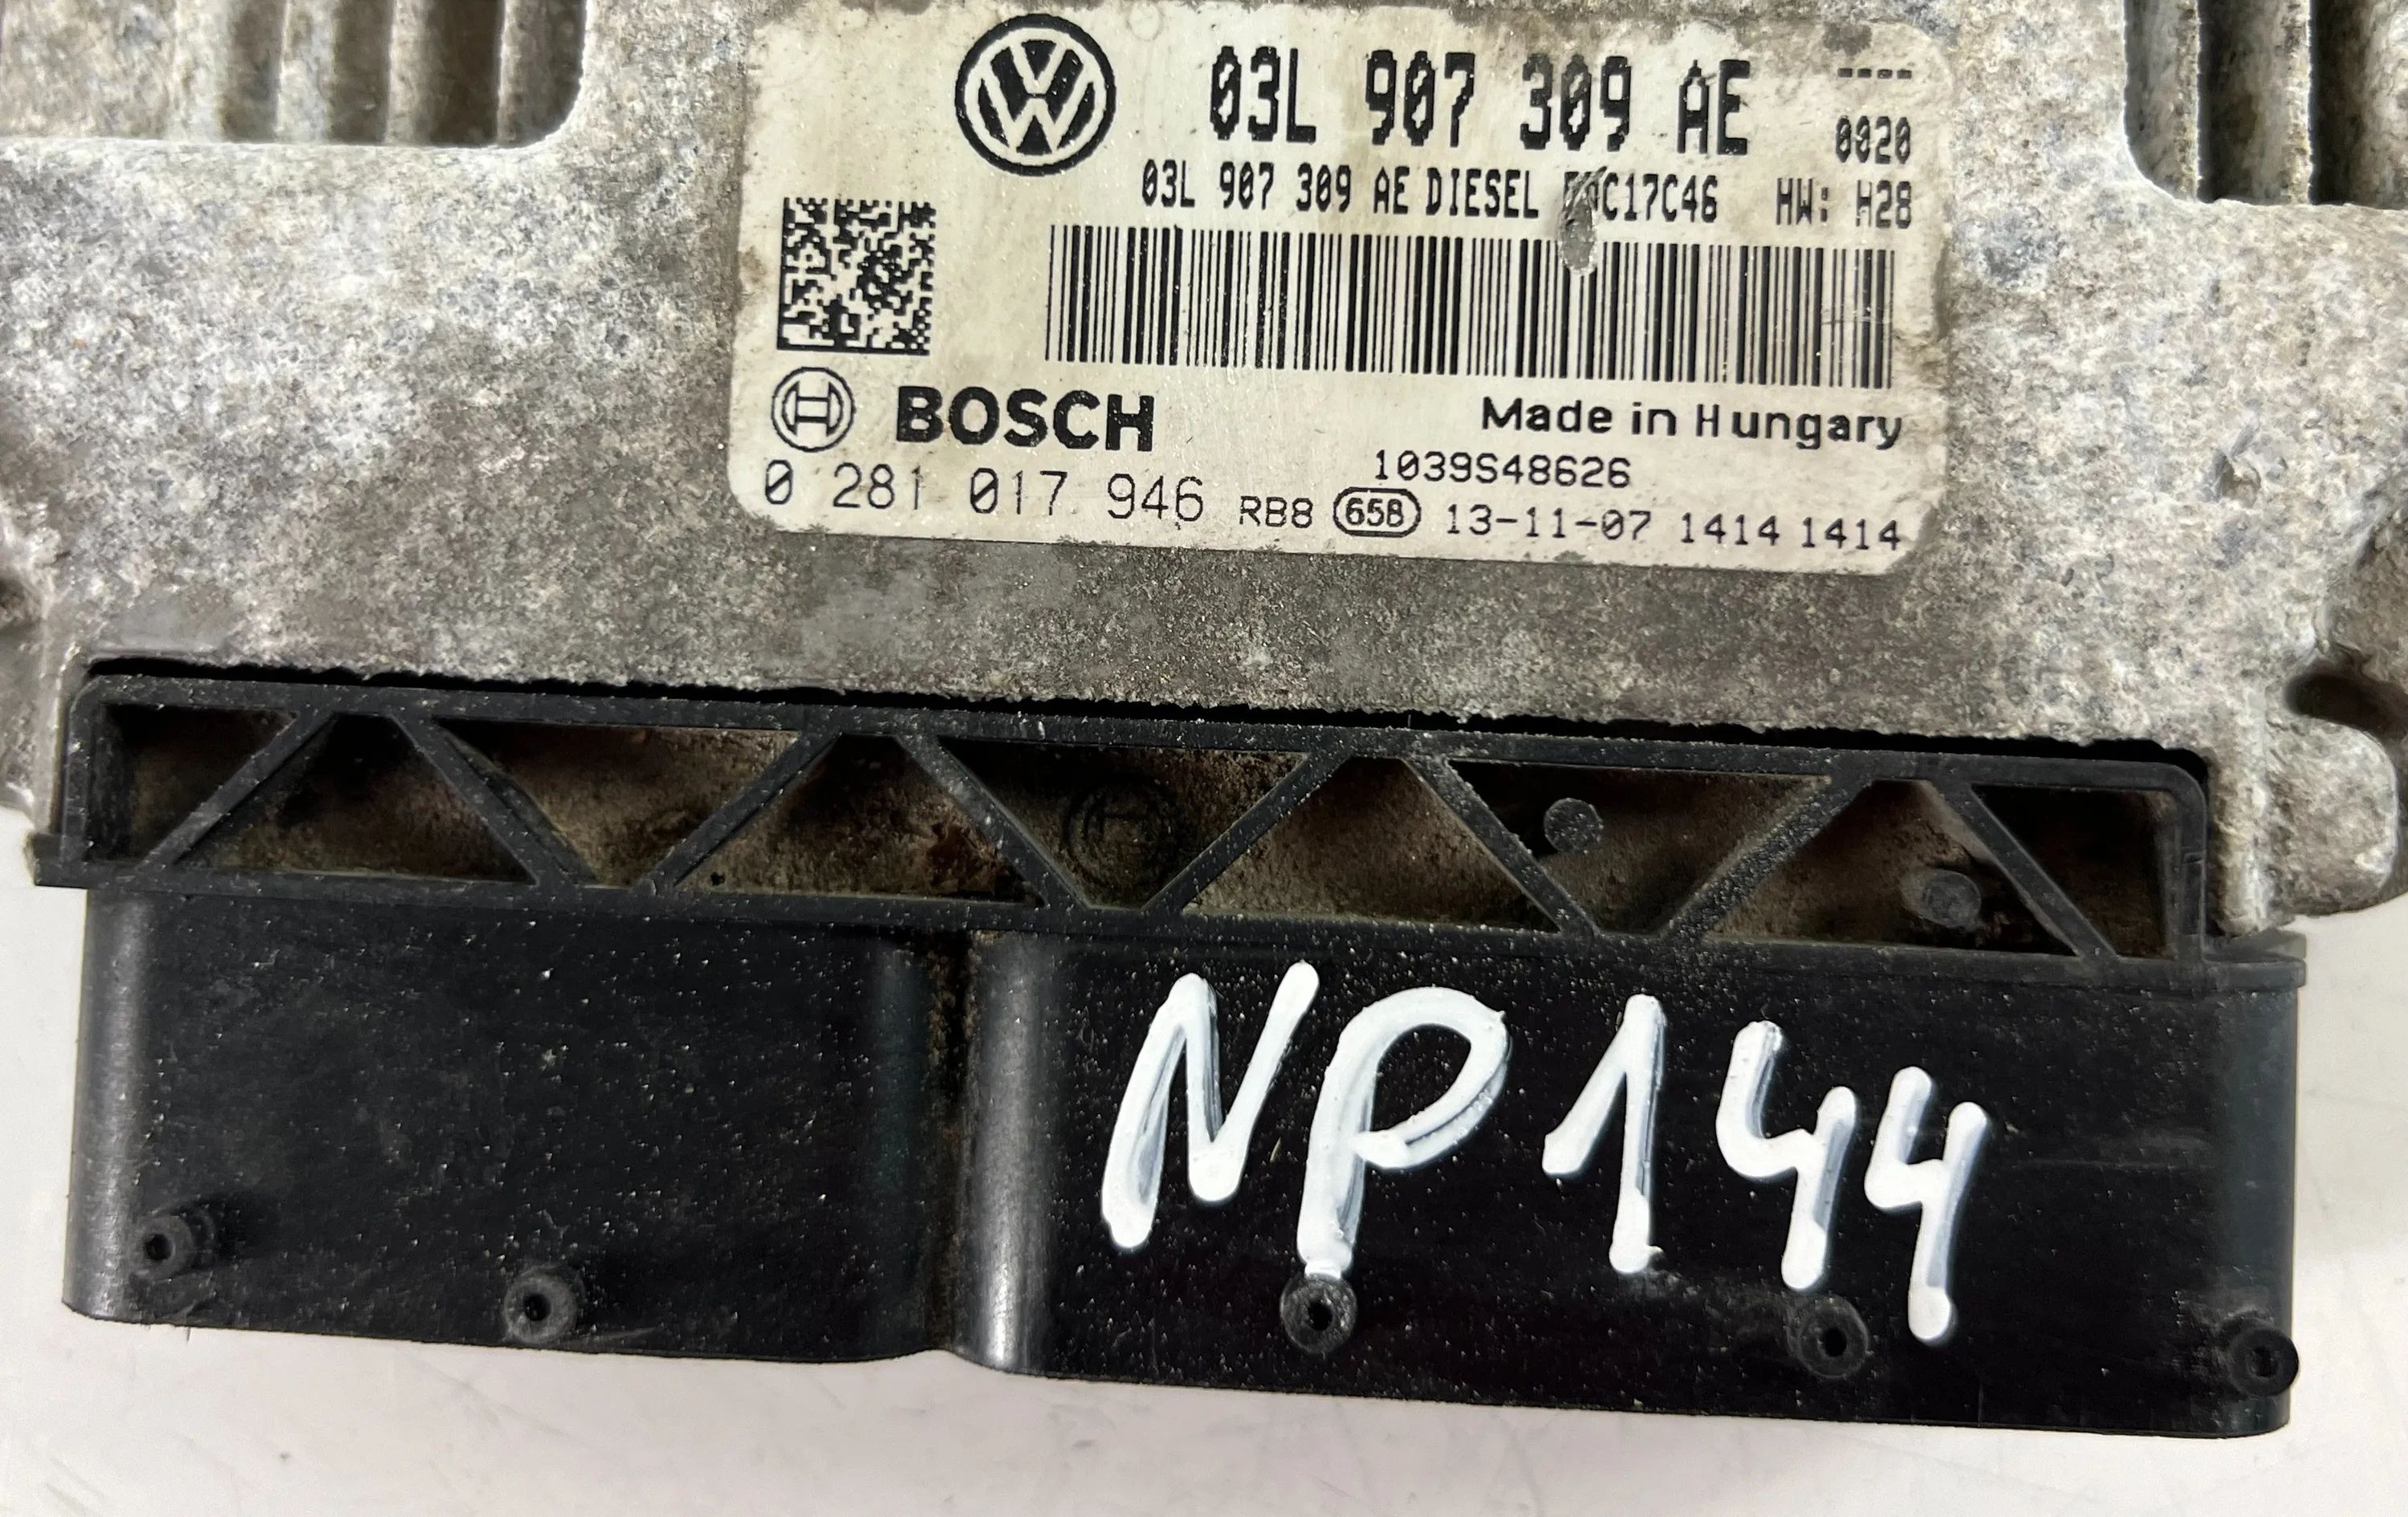 03L 907 309 AE ----
0020
03L 907 309 AE DIESEL HW: H28
BOSCH
Made in Hungary
1039S48626
0 281 017 946 RB8 65B 13-11-07 1414 1414
NP144